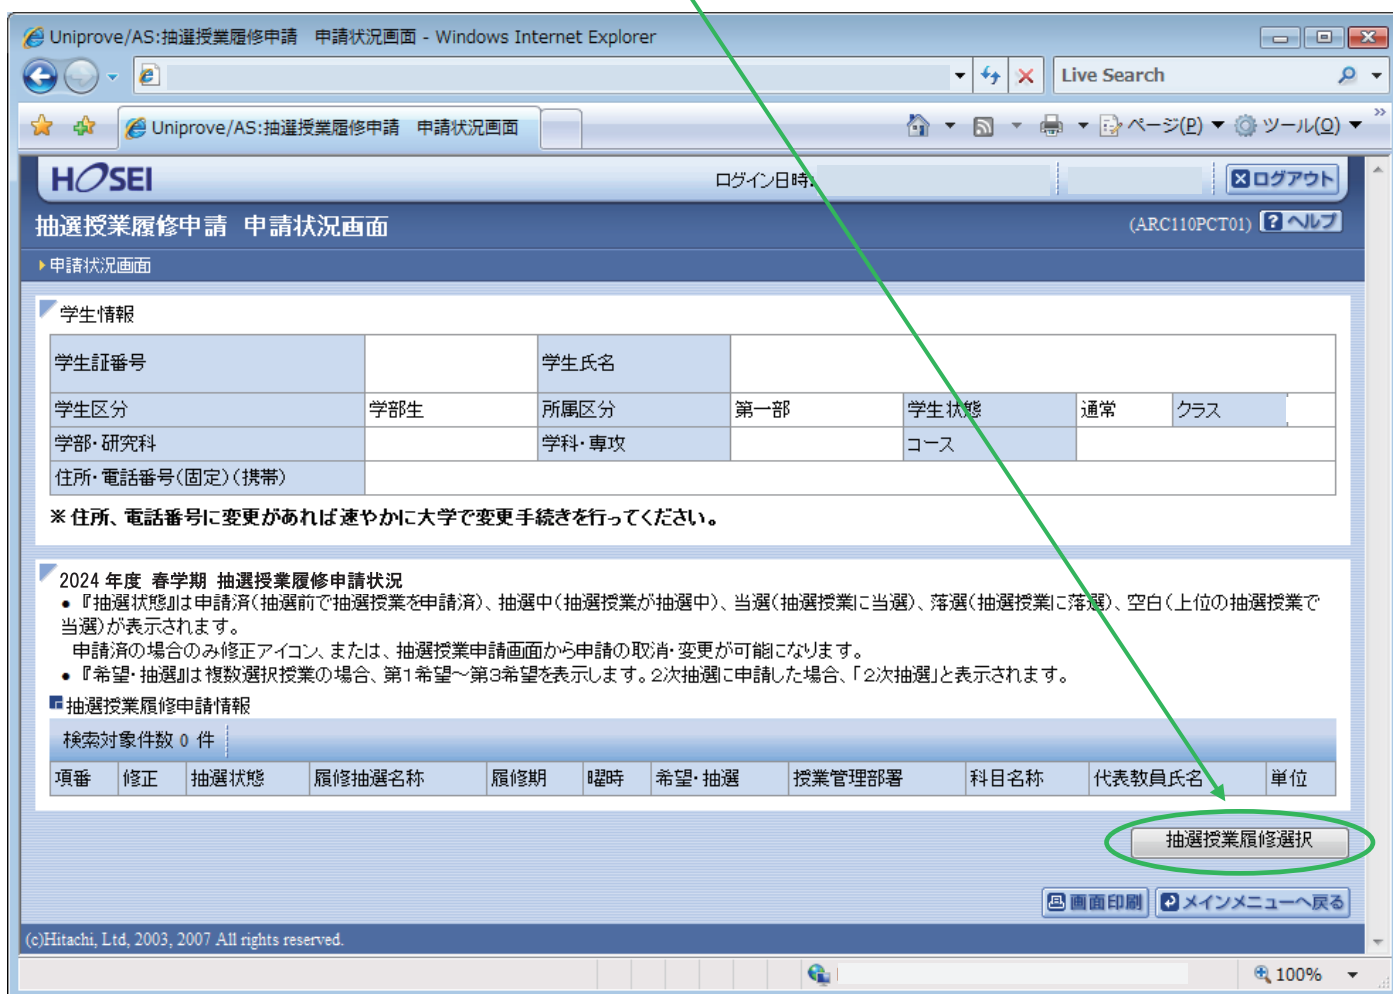 Uniprove/AS:抽選授業履修申請　申請状況画面 - Windows Internet Explorer
Live Search
Uniprove/AS:抽選授業履修申請　申請状況画面
ページ(P) ツール(O)
HOSEI
ログイン日時:
ログアウト
抽選授業履修申請 申請状況画面
(ARC110PCT01) ? ヘルプ
申請状況画面
学生情報
学生証番号 学生氏名
学生区分 学部生 所属区分 第一部 学生状態 通常 クラス
学部・研究科 学科・専攻 コース
住所・電話番号(固定)(携帯)
※住所、電話番号に変更があれば速やかに大学で変更手続きを行ってください。
2024 年度 春学期 抽選授業履修申請状況
● 『抽選状態』は申請済(抽選前で抽選授業を申請済)、抽選中(抽選授業が抽選中)、当選(抽選授業に当選)、落選(抽選授業に落選)、空白(上位の抽選授業で
当選)が表示されます。
申請済の場合のみ修正アイコン、または、抽選授業申請画面から申請の取消・変更が可能になります。
● 『希望・抽選』は複数選択授業の場合、第1希望～第3希望を表示します。2次抽選に申請した場合、「2次抽選」と表示されます。
抽選授業履修申請情報
検索対象件数 0 件
項番 修正 抽選状態 履修抽選名称 履修期 曜時 希望・抽選 授業管理部署 科目名称 代表教員氏名 単位
抽選授業履修選択
画面印刷 メインメニューへ戻る
(c)Hitachi, Ltd, 2003, 2007 All rights reserved.
100%